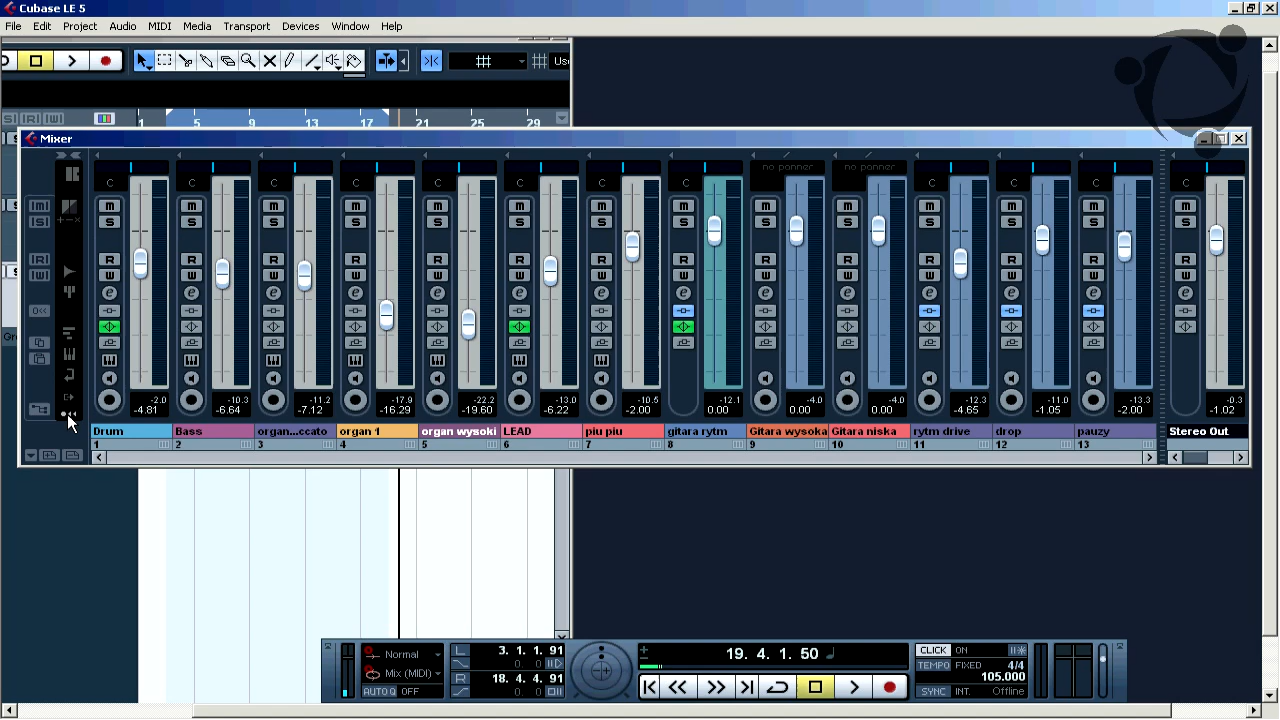 Cubase LE 5
File Edit Project Audio MIDI Media Transport Devices Window Help
1 5 9 13 17 21 25 29
Mixer
no panner no panner
C C C C C C C C C C C C
M M M M M M M M M M M M M M
S S S S S S S S S S S S S S
R R R R R R R R R R R R R
W W W W W W W W W W W W W W
e e e e e e e e e e e e e e
-2.0 -10.3 -11.2 -17.9 -22.2 -13.0 -10.5 -12.1 -4.0 -4.0 -12.3 -11.0 -13.3 -0.3
-4.81 -6.64 -7.12 -16.29 -19.60 -6.22 -2.00 0.00 0.00 0.00 -4.65 -1.05 -2.00 -1.02
Drum Bass organ...ccato organ 1 organ wysoki LEAD piu piu gitara rytm Gitara wysoka Gitara niska rytm drive drop pauzy Stereo Out
1 2 3 4 5 6 7 8 9 10 11 12 13
Normal
Mix (MIDI)
AUTO Q OFF
L 3. 1. 1. 91
0. 0
R 18. 4. 4. 91
0. 0
19. 4. 1. 50
CLICK ON
TEMPO FIXED 4/4
105.000
SYNC INT. Offline